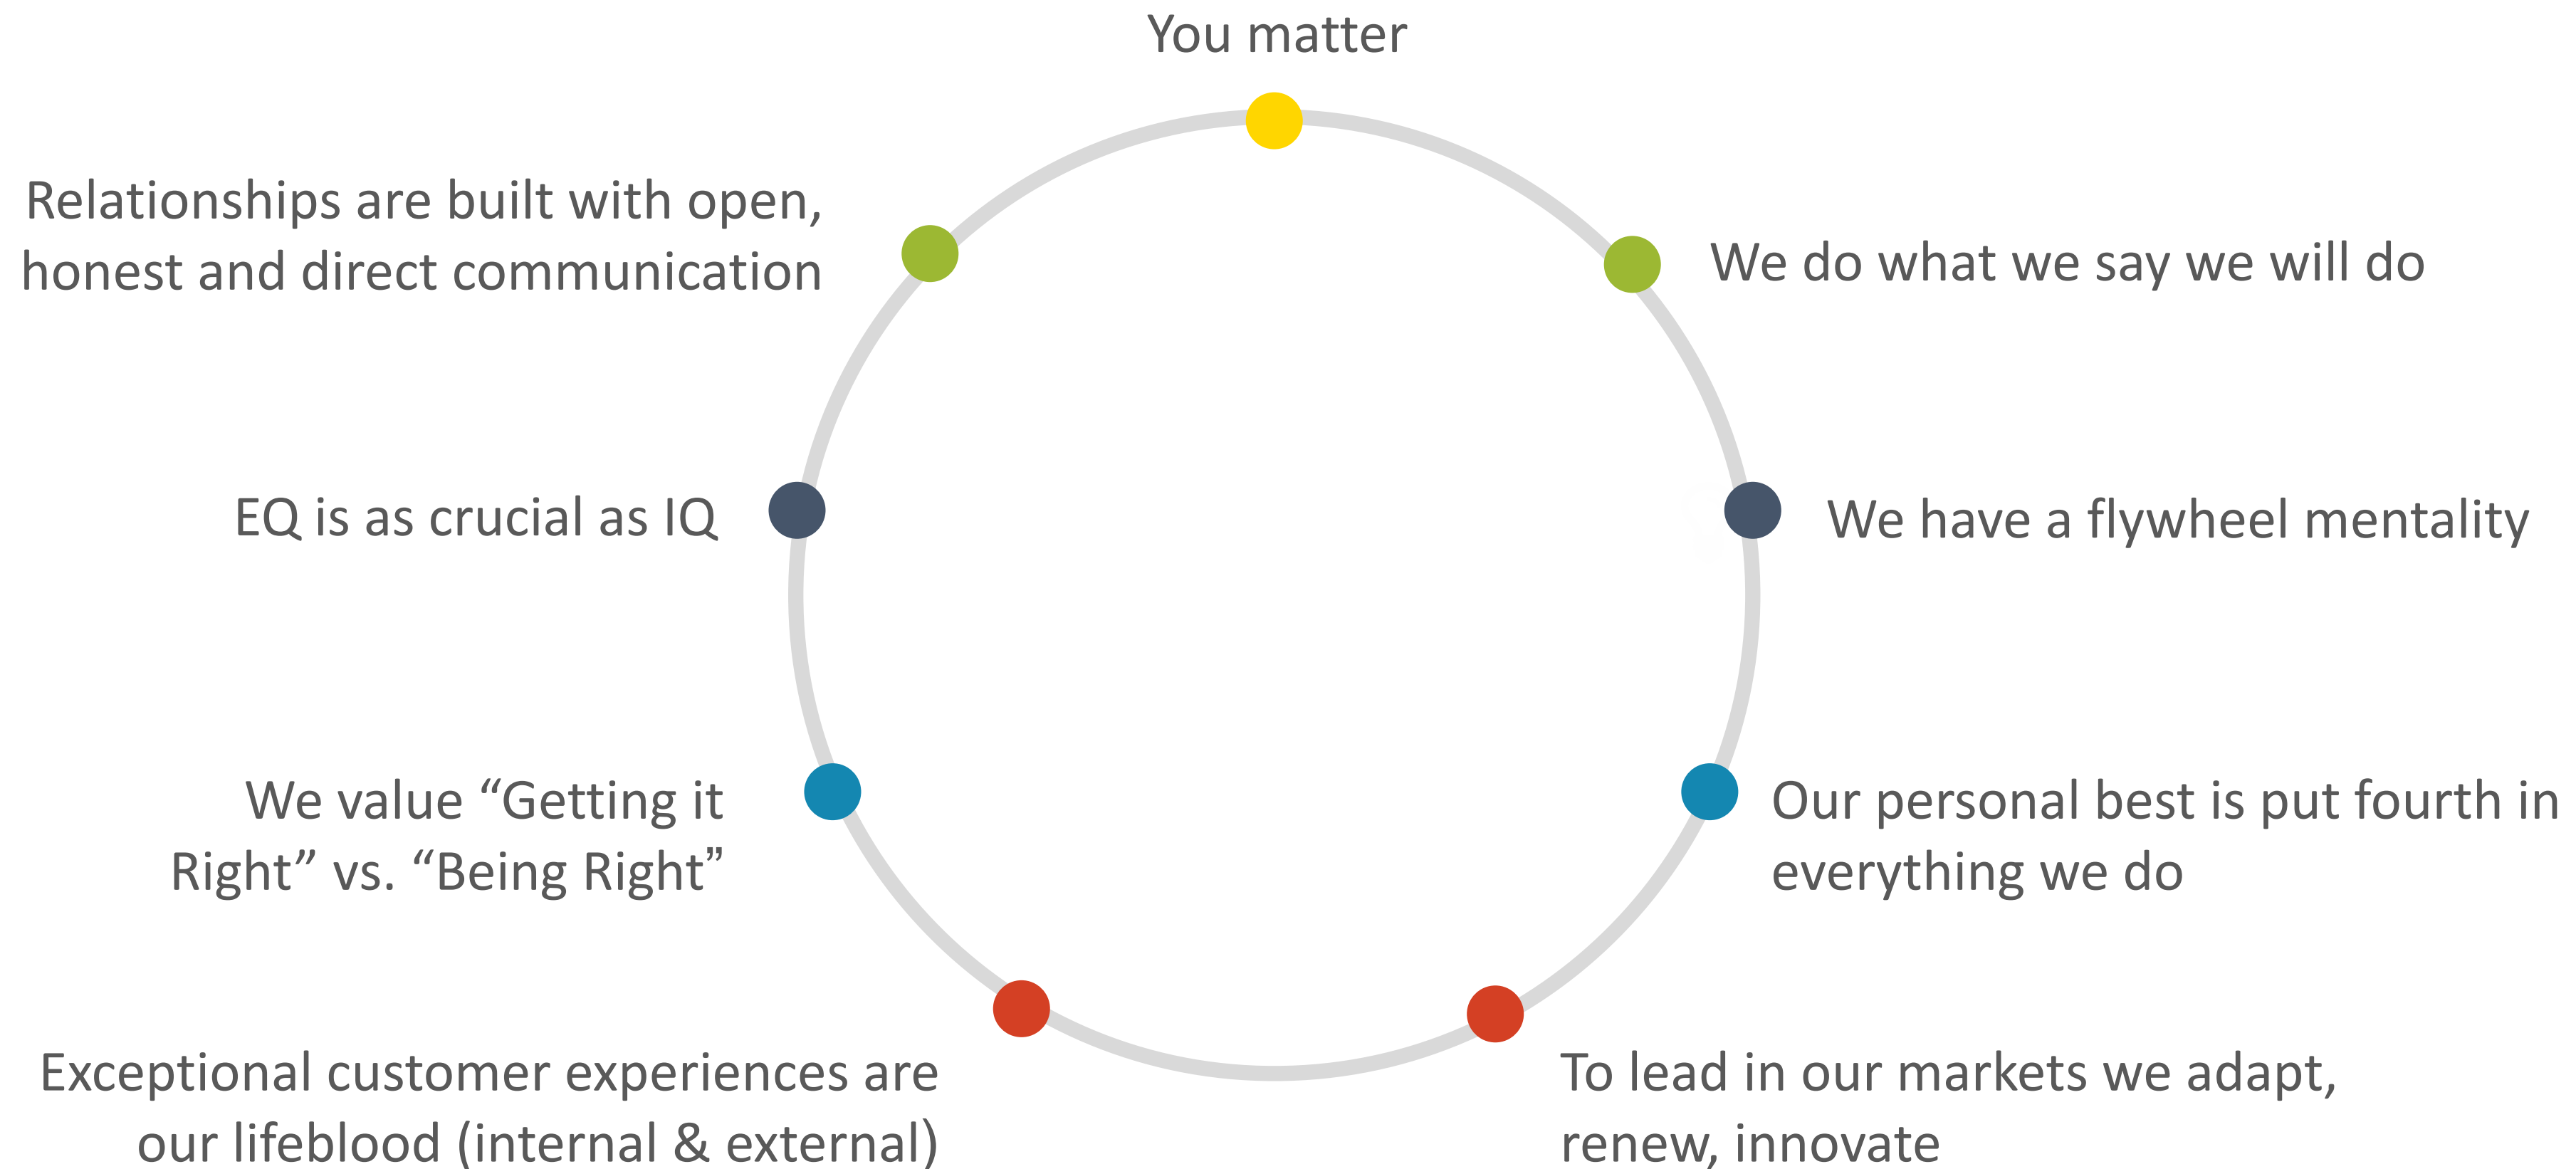 You matter
Relationships are built with open,
honest and direct communication
We do what we say we will do
EQ is as crucial as IQ
We have a flywheel mentality
We value “Getting it
Right” vs. “Being Right”
Our personal best is put fourth in
everything we do
Exceptional customer experiences are
our lifeblood (internal & external)
To lead in our markets we adapt,
renew, innovate